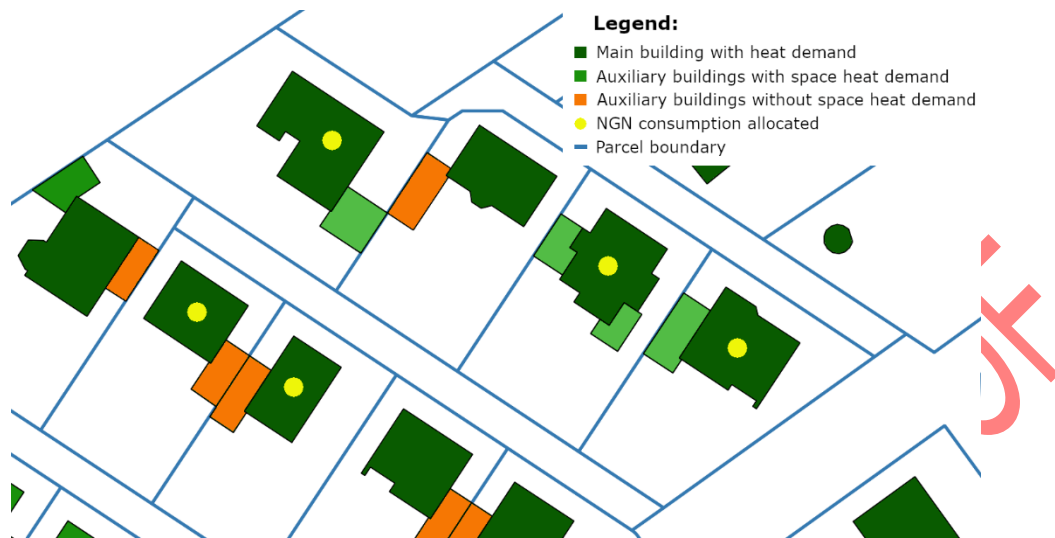 Legend:
Main building with heat demand
Auxiliary buildings with space heat demand
Auxiliary buildings without space heat demand
NGN consumption allocated
Parcel boundary